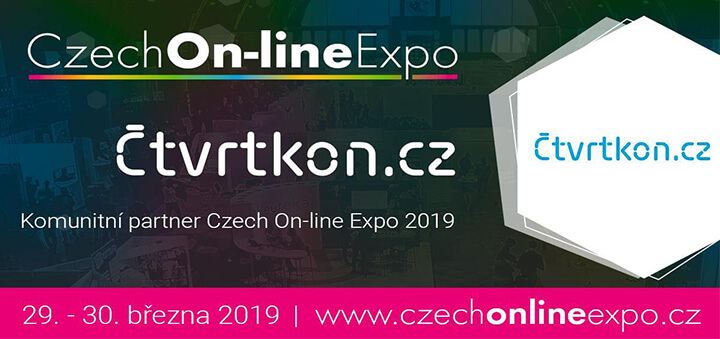 CzechOn-lineExpo
Čtvrtkon.cz
Čtvrtkon.cz
Komunitní partner Czech On-line Expo 2019
29. - 30. března 2019 | www.czechonlineexpo.cz